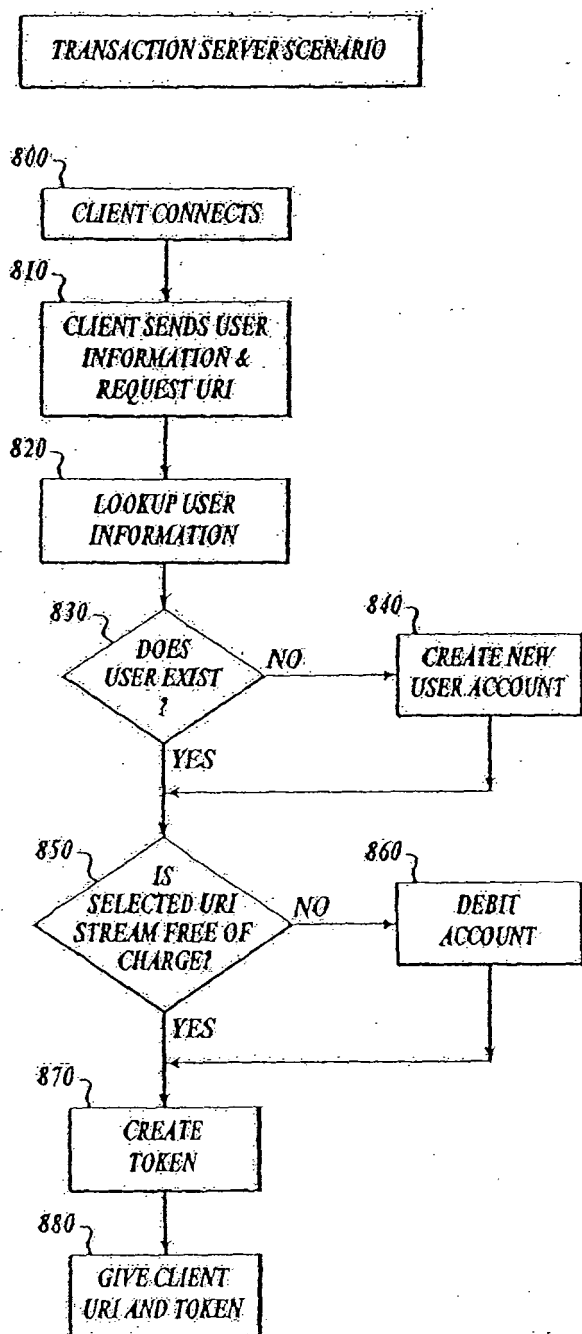 TRANSACTION SERVER SCENARIO
800
CLIENT CONNECTS
810
CLIENT SENDS USER
INFORMATION &
REQUEST URI
820
LOOKUP USER
INFORMATION
830
DOES
USER EXIST
?
NO
840
CREATE NEW
USER ACCOUNT
YES
850
IS
SELECTED URI
STREAM FREE OF
CHARGE?
NO
860
DEBIT
ACCOUNT
YES
870
CREATE
TOKEN
880
GIVE CLIENT
URI AND TOKEN